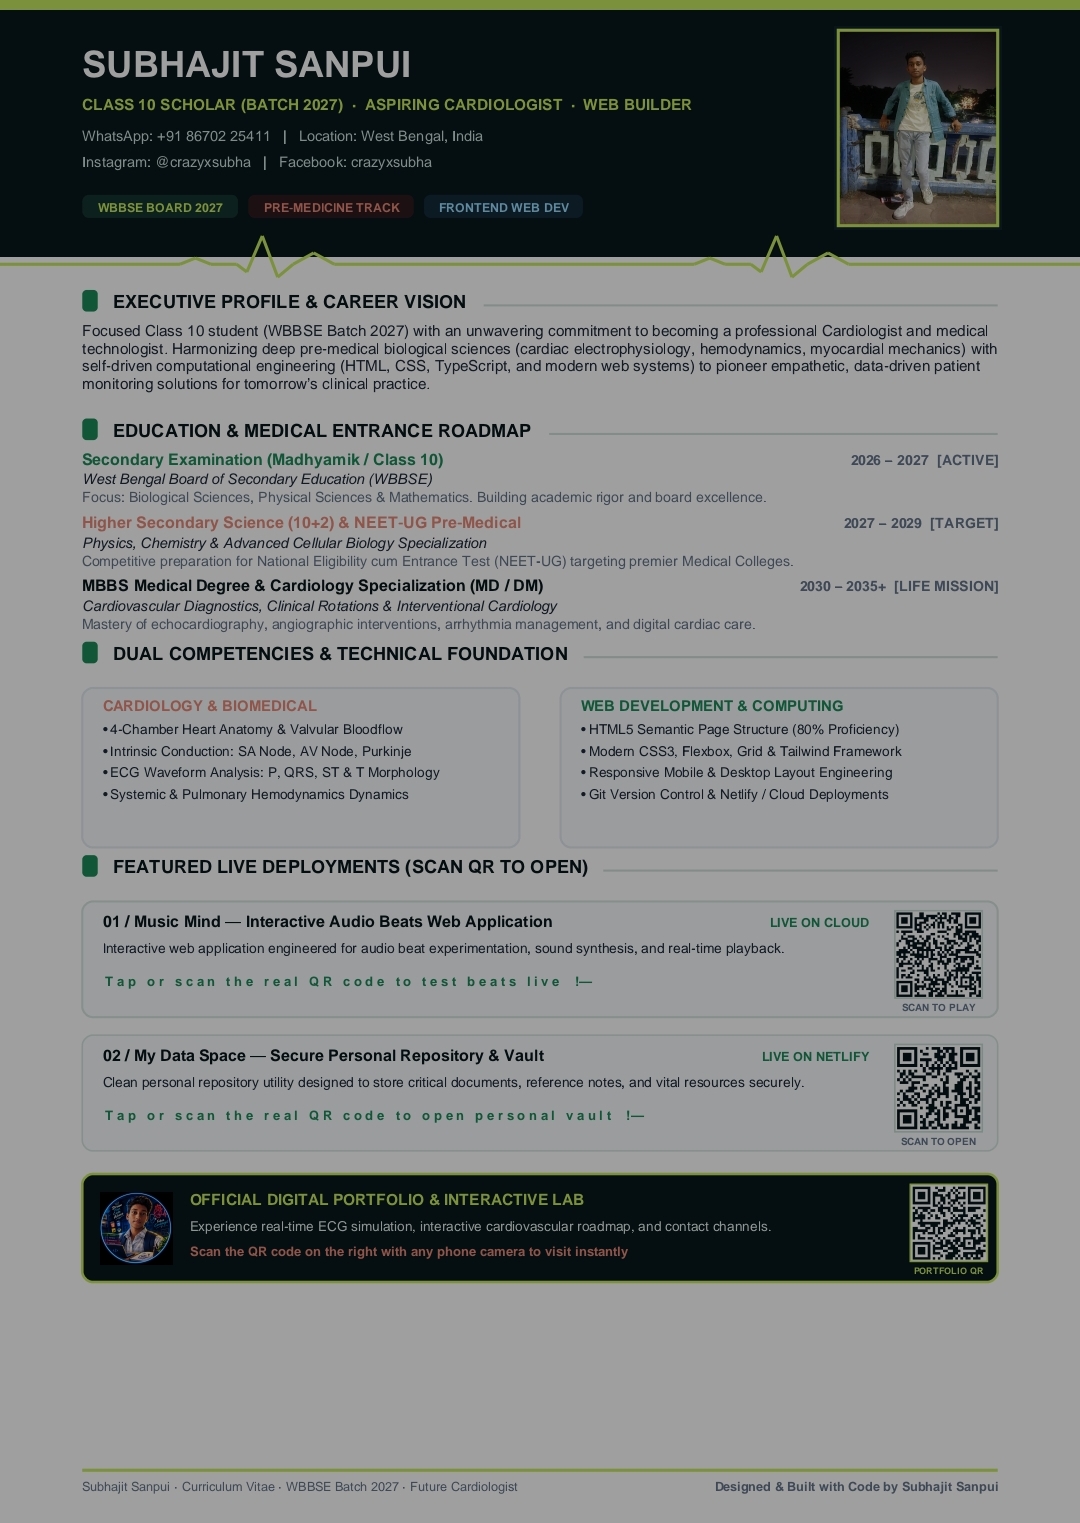 SUBHAJIT SANPUI
CLASS 10 SCHOLAR (BATCH 2027) · ASPIRING CARDIOLOGIST · WEB BUILDER
WhatsApp: +91 86702 25411 | Location: West Bengal, India
Instagram: @crazyxsubha | Facebook: crazyxsubha
WBBSE BOARD 2027 PRE-MEDICINE TRACK FRONTEND WEB DEV
EXECUTIVE PROFILE & CAREER VISION
Focused Class 10 student (WBBSE Batch 2027) with an unwavering commitment to becoming a professional Cardiologist and medical
technologist. Harmonizing deep pre-medical biological sciences (cardiac electrophysiology, hemodynamics, myocardial mechanics) with
self-driven computational engineering (HTML, CSS, TypeScript, and modern web systems) to pioneer empathetic, data-driven patient
monitoring solutions for tomorrow's clinical practice.
EDUCATION & MEDICAL ENTRANCE ROADMAP
Secondary Examination (Madhyamik / Class 10) 2026 – 2027 [ACTIVE]
West Bengal Board of Secondary Education (WBBSE)
Focus: Biological Sciences, Physical Sciences & Mathematics. Building academic rigor and board excellence.
Higher Secondary Science (10+2) & NEET-UG Pre-Medical 2027 – 2029 [TARGET]
Physics, Chemistry & Advanced Cellular Biology Specialization
Competitive preparation for National Eligibility cum Entrance Test (NEET-UG) targeting premier Medical Colleges.
MBBS Medical Degree & Cardiology Specialization (MD / DM) 2030 – 2035+ [LIFE MISSION]
Cardiovascular Diagnostics, Clinical Rotations & Interventional Cardiology
Mastery of echocardiography, angiographic interventions, arrhythmia management, and digital cardiac care.
DUAL COMPETENCIES & TECHNICAL FOUNDATION
CARDIOLOGY & BIOMEDICAL
• 4-Chamber Heart Anatomy & Valvular Bloodflow
• Intrinsic Conduction: SA Node, AV Node, Purkinje
• ECG Waveform Analysis: P, QRS, ST & T Morphology
• Systemic & Pulmonary Hemodynamics Dynamics
WEB DEVELOPMENT & COMPUTING
• HTML5 Semantic Page Structure (80% Proficiency)
• Modern CSS3, Flexbox, Grid & Tailwind Framework
• Responsive Mobile & Desktop Layout Engineering
• Git Version Control & Netlify / Cloud Deployments
FEATURED LIVE DEPLOYMENTS (SCAN QR TO OPEN)
01 / Music Mind — Interactive Audio Beats Web Application LIVE ON CLOUD
Interactive web application engineered for audio beat experimentation, sound synthesis, and real-time playback.
Tap or scan the real QR code to test beats live !—
SCAN TO PLAY
02 / My Data Space — Secure Personal Repository & Vault LIVE ON NETLIFY
Clean personal repository utility designed to store critical documents, reference notes, and vital resources securely.
Tap or scan the real QR code to open personal vault !—
SCAN TO OPEN
OFFICIAL DIGITAL PORTFOLIO & INTERACTIVE LAB
Experience real-time ECG simulation, interactive cardiovascular roadmap, and contact channels.
Scan the QR code on the right with any phone camera to visit instantly
PORTFOLIO QR
Subhajit Sanpui · Curriculum Vitae · WBBSE Batch 2027 · Future Cardiologist Designed & Built with Code by Subhajit Sanpui